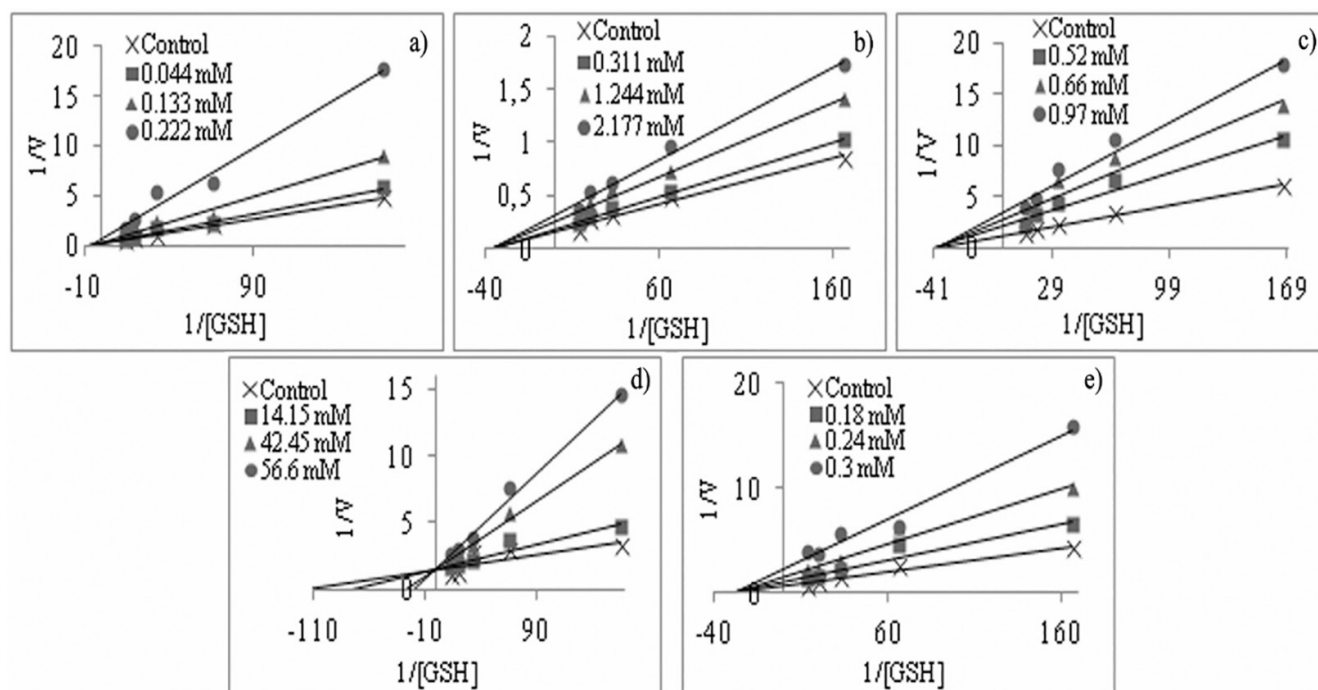 a)
Control
0.044 mM
0.133 mM
0.222 mM
20
15
10
5
0
-10
90
1/V
1/[GSH]
b)
Control
0.311 mM
1.244 mM
2.177 mM
2
1,
1
0,5
0
-40
60
160
1/V
1/[GSH]
c)
Control
0.52 mM
0.66 mM
0.97 mM
20
15
10
5
0
-41
29
99
169
1/V
1/[GSH]
d)
Control
14.15 mM
42.45 mM
56.6 mM
15
10
5
0
-110
-10
90
1/V
1/[GSH]
e)
Control
0.18 mM
0.24 mM
0.3 mM
20
10
0
-40
60
160
1/V
1/[GSH]